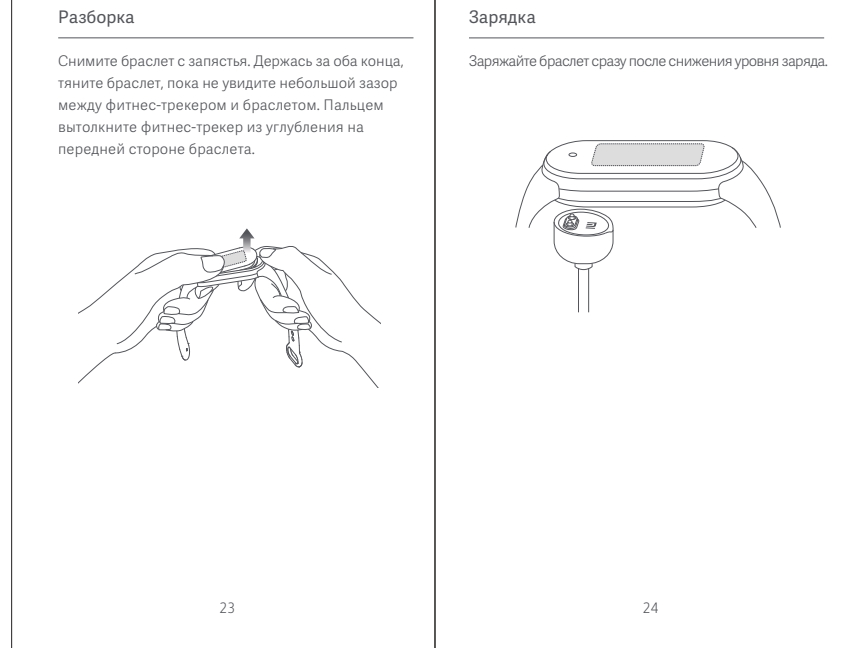 Разборка
Снимите браслет с запястья. Держась за оба конца,
тяните браслет, пока не увидите небольшой зазор
между фитнес-трекером и браслетом. Пальцем
вытолкните фитнес-трекер из углубления на
передней стороне браслета.
23
Зарядка
Заряжайте браслет сразу после снижения уровня заряда.
24